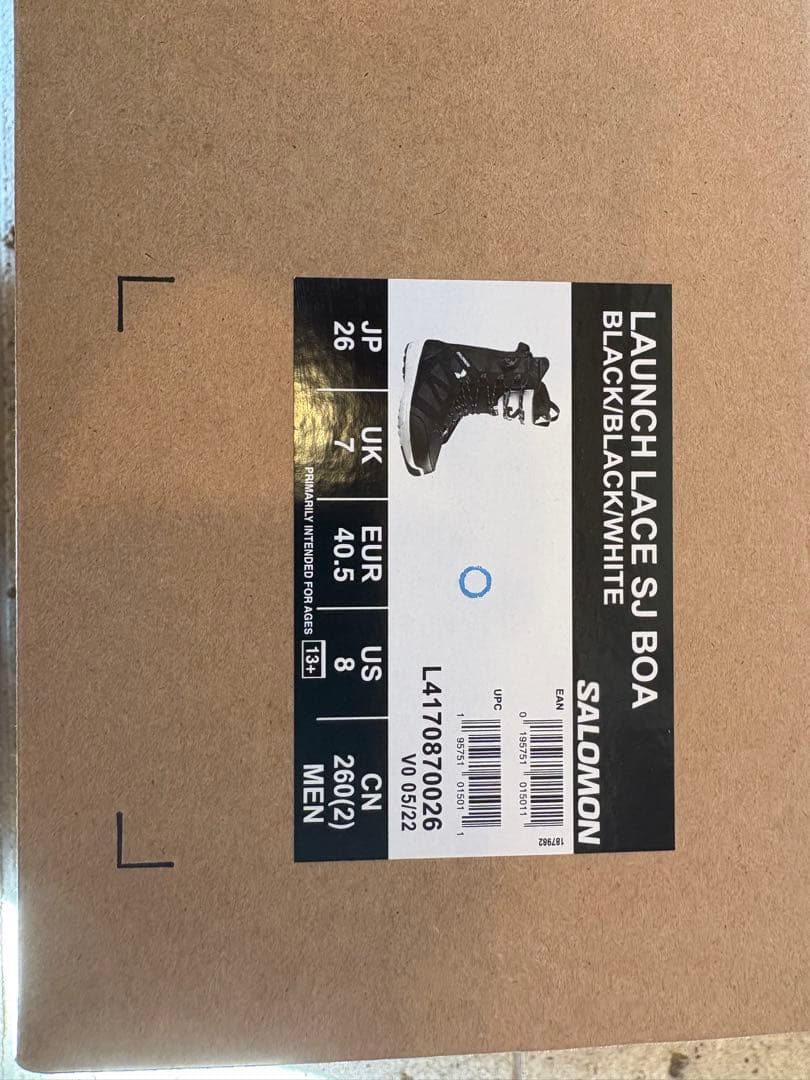 LAUNCH LACE SJ BOA
BLACK/BLACK/WHITE
SALOMON
EAN
0 195751 015011
187982
UPC
1 95751 01501 1
L4170870026
V0 05/22
JP UK EUR US CN
26 7 40.5 8 260(2)
PRIMARILY INTENDED FOR AGES 13+
MEN